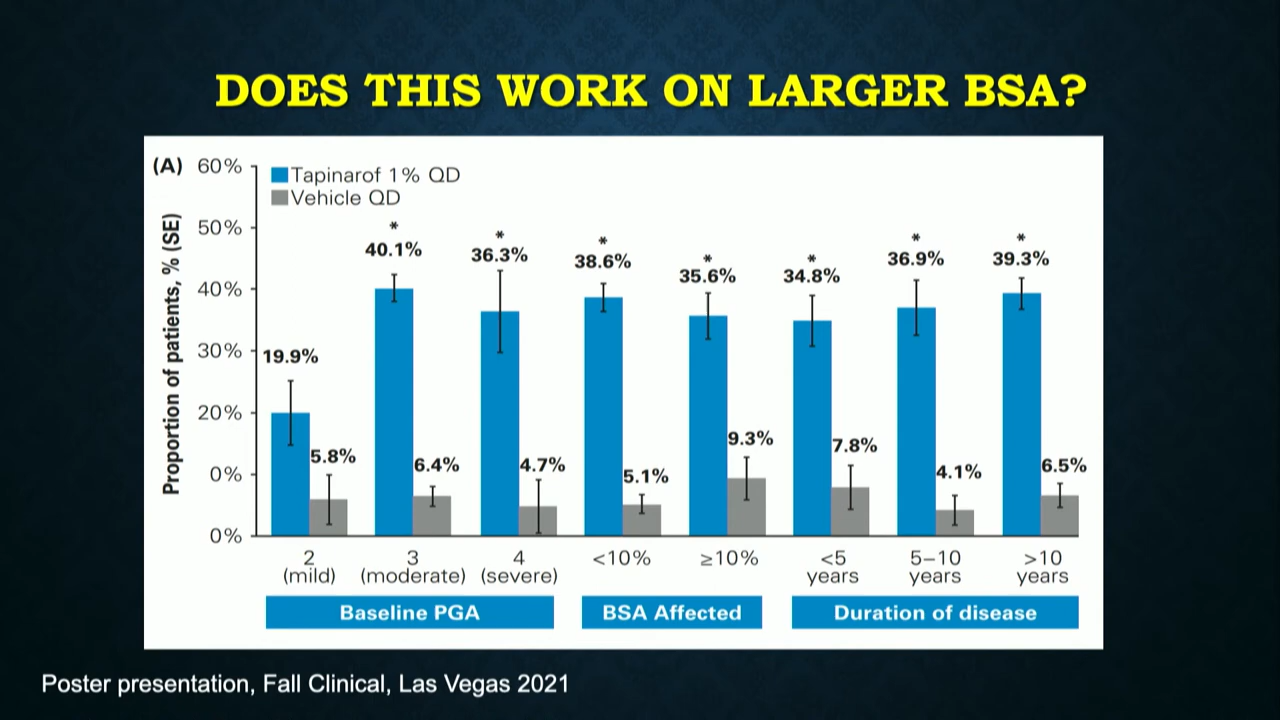 DOES THIS WORK ON LARGER BSA?
(A)
60%
50%
40%
30%
20%
0%
0%
Proportion of patients, % (SE)
Tapinarof 1% QD
Vehicle QD
19.9%
5.8%
*
40.1%
6.4%
*
36.3%
4.7%
*
38.6%
5.1%
*
35.6%
9.3%
*
34.8%
7.8%
*
36.9%
4.1%
*
39.3%
6.5%
2
(mild)
3
(moderate)
4
(severe)
<10%
≥10%
<5
years
5–10
years
>10
years
Baseline PGA
BSA Affected
Duration of disease
Poster presentation, Fall Clinical, Las Vegas 2021